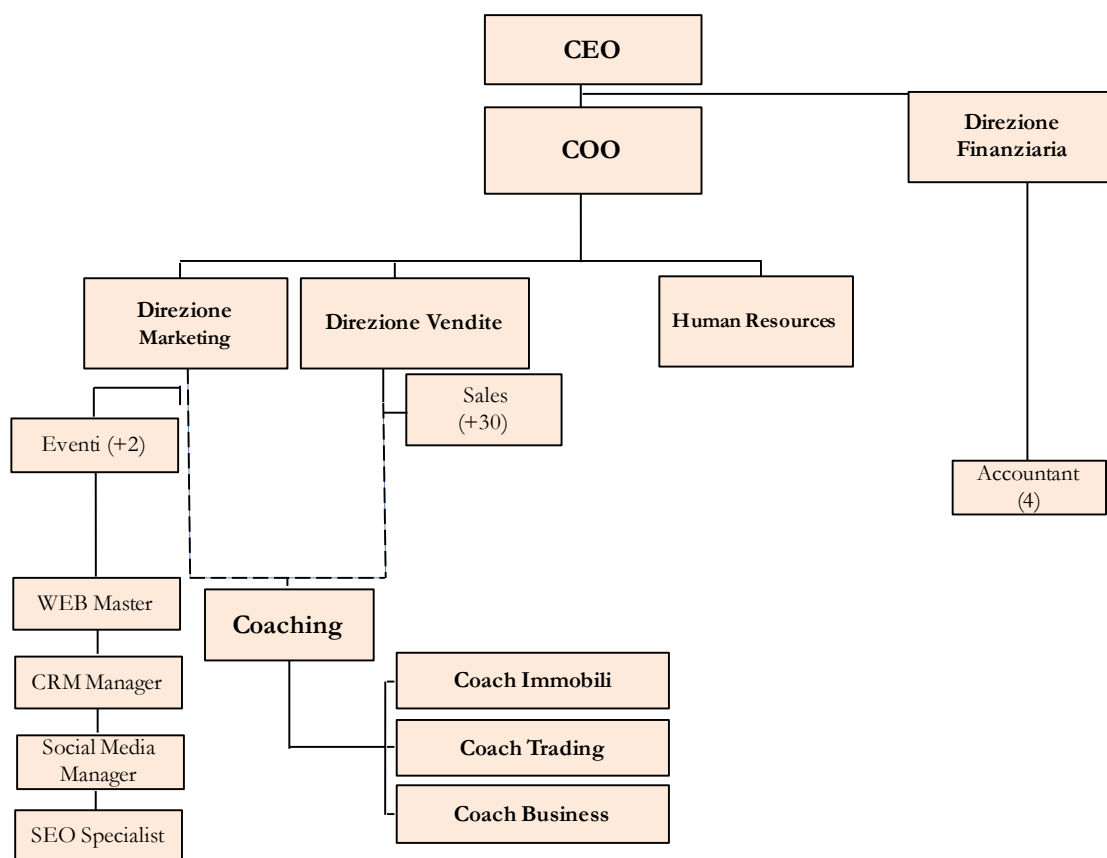 CEO
COO
Direzione
Finanziaria
Direzione
Marketing
Direzione Vendite
Human Resources
Sales
(+30)
Eventi (+2)
Accountant
(4)
WEB Master
Coaching
CRM Manager
Coach Immobili
Social Media
Manager
Coach Trading
SEO Specialist
Coach Business